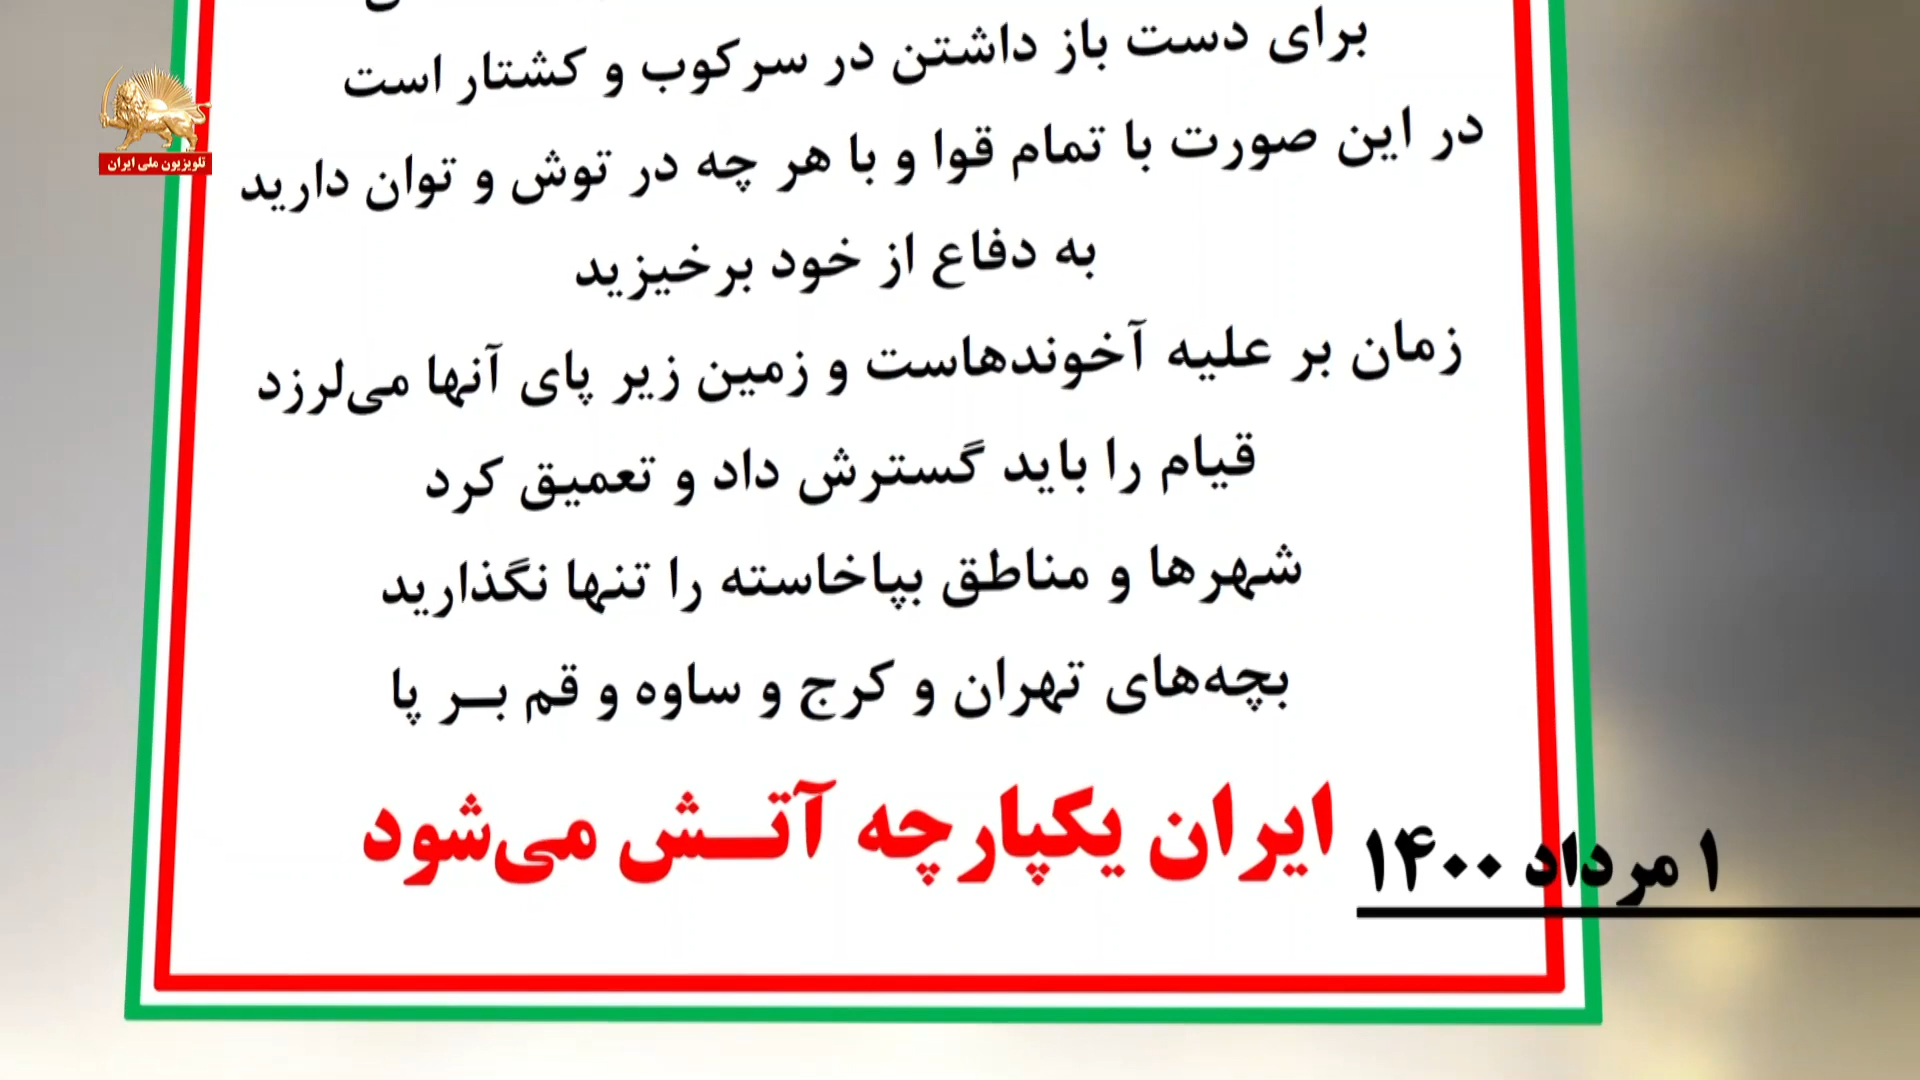 برای دست باز داشتن در سرکوب و کشتار است
در این صورت با تمام قوا و با هر چه در توش و توان دارید
به دفاع از خود برخیزید
زمان بر علیه آخوندهاست و زمین زیر پای آنها می‌لرزد
قیام را باید گسترش داد و تعمیق کرد
شهرها و مناطق بپاخاسته را تنها نگذارید
بچه‌های تهران و کرج و ساوه و قم بــر پا
ایران یکپارچه آتــش می‌شود
۱ مرداد ۱۴۰۰
تلویزیون ملی ایران